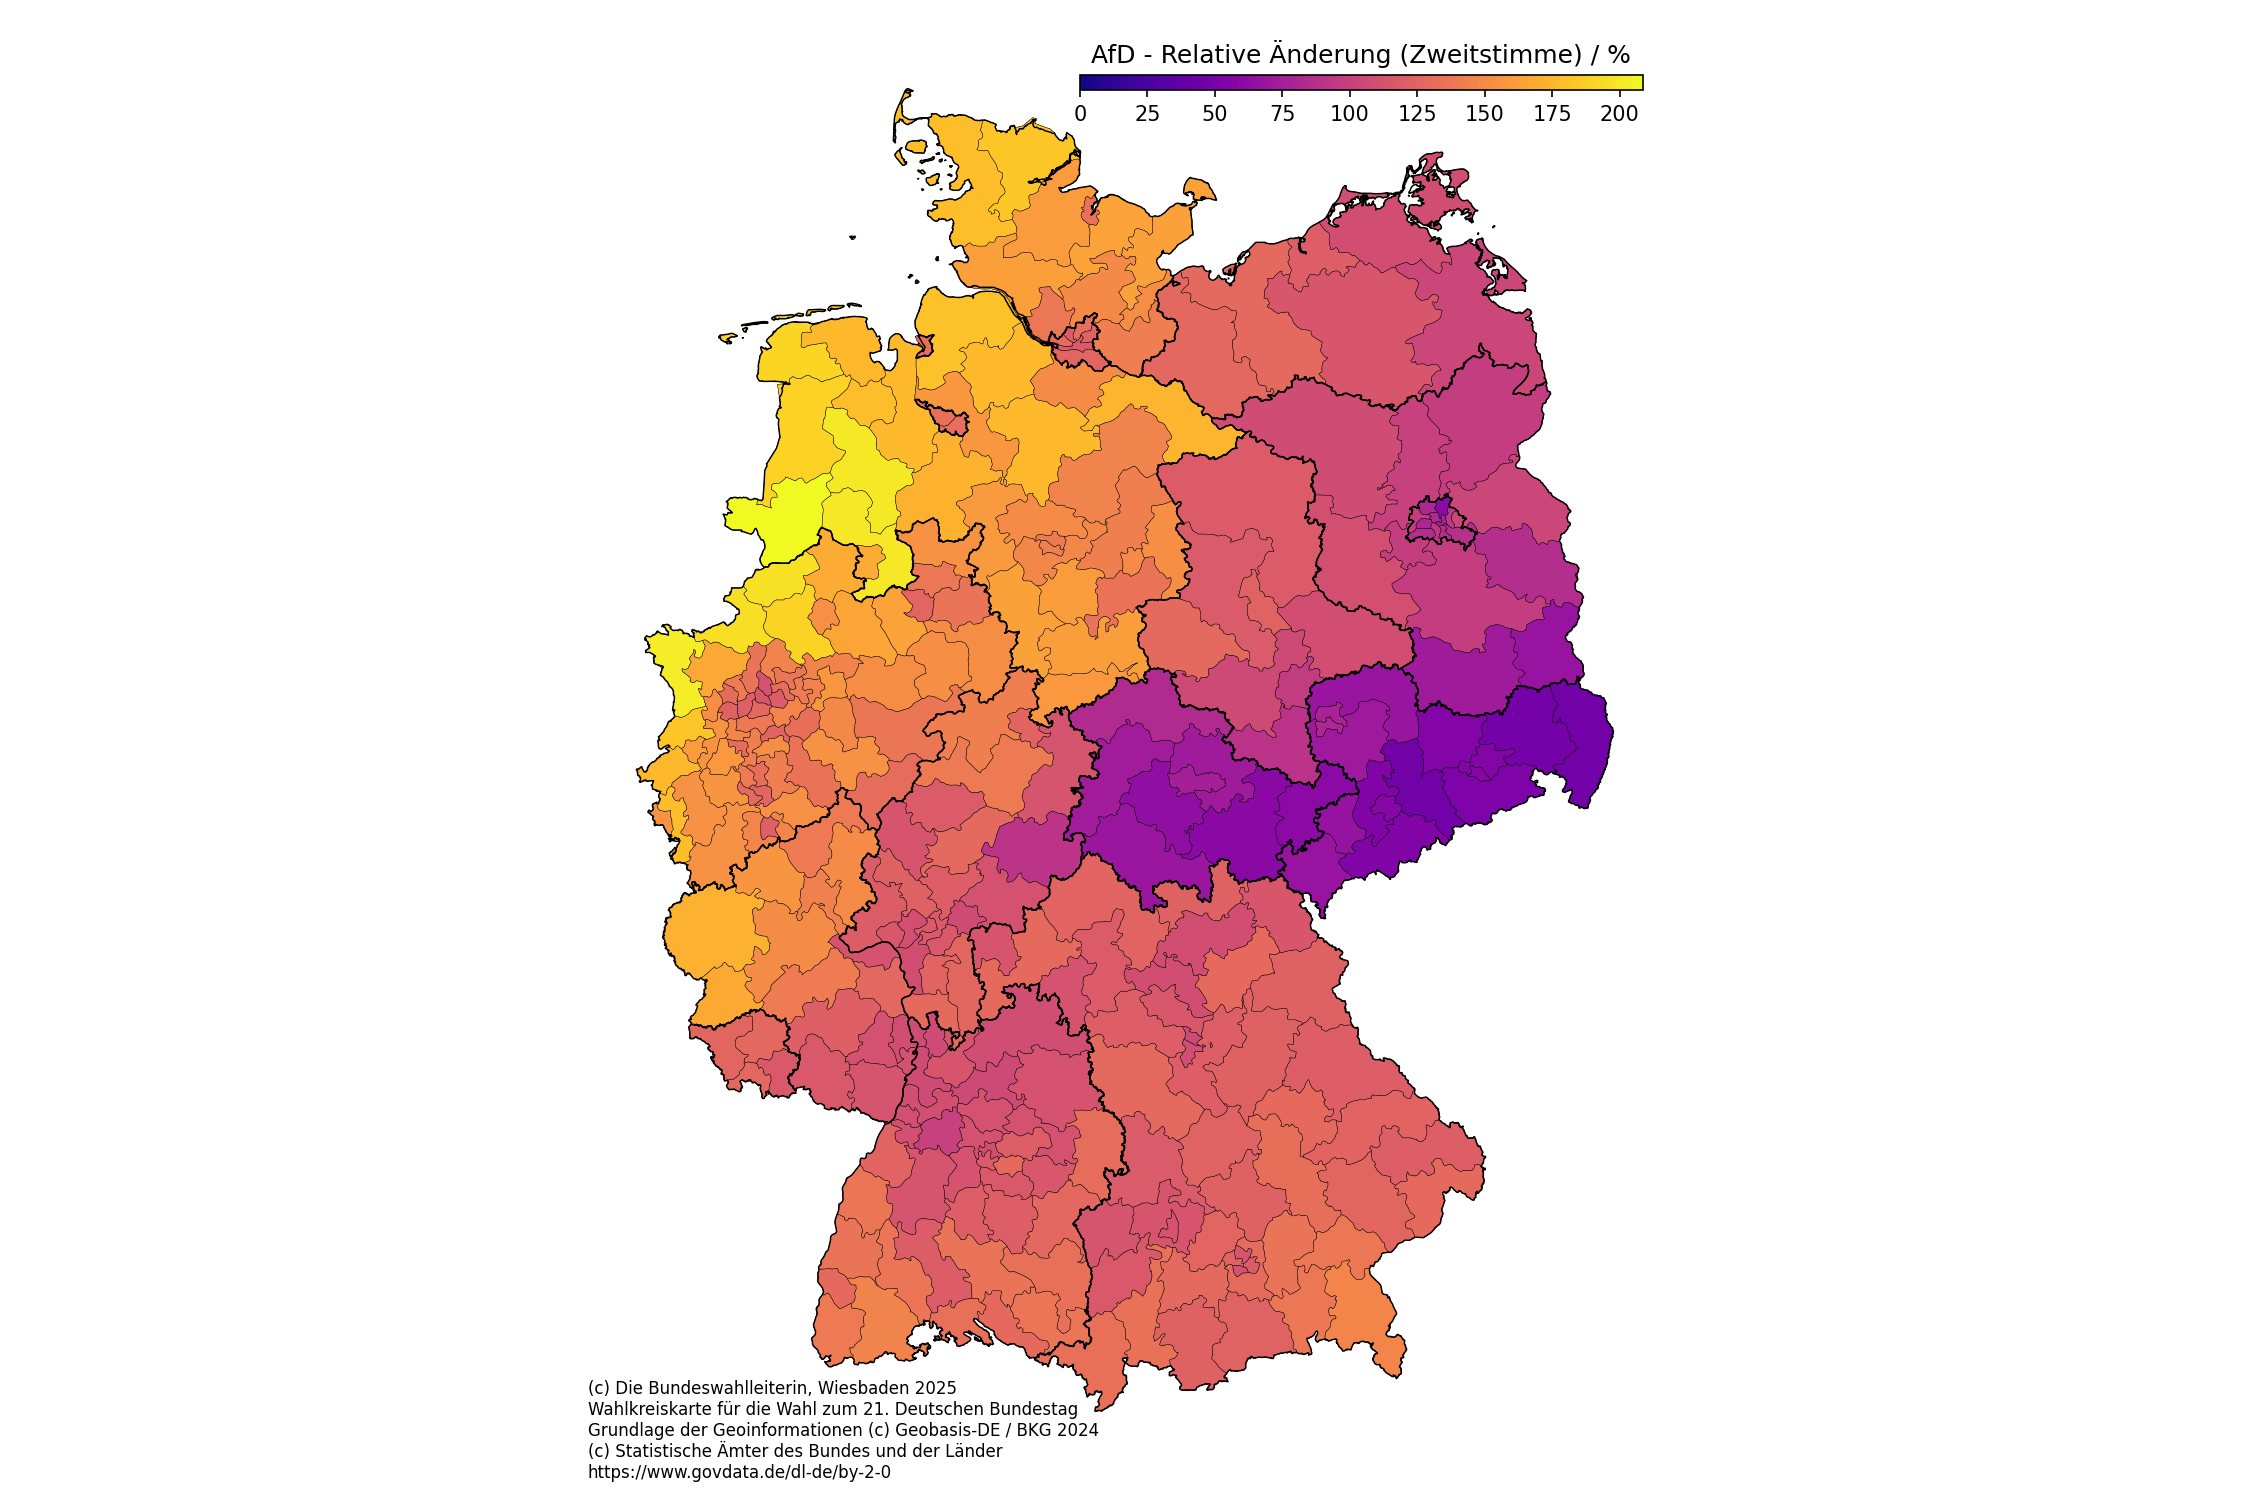 AfD - Relative Änderung (Zweitstimme) / %
0 25 50 75 100 125 150 175 200
(c) Die Bundeswahlleiterin, Wiesbaden 2025
Wahlkreiskarte für die Wahl zum 21. Deutschen Bundestag
Grundlage der Geoinformationen (c) Geobasis-DE / BKG 2024
(c) Statistische Ämter des Bundes und der Länder
https://www.govdata.de/dl-de/by-2-0